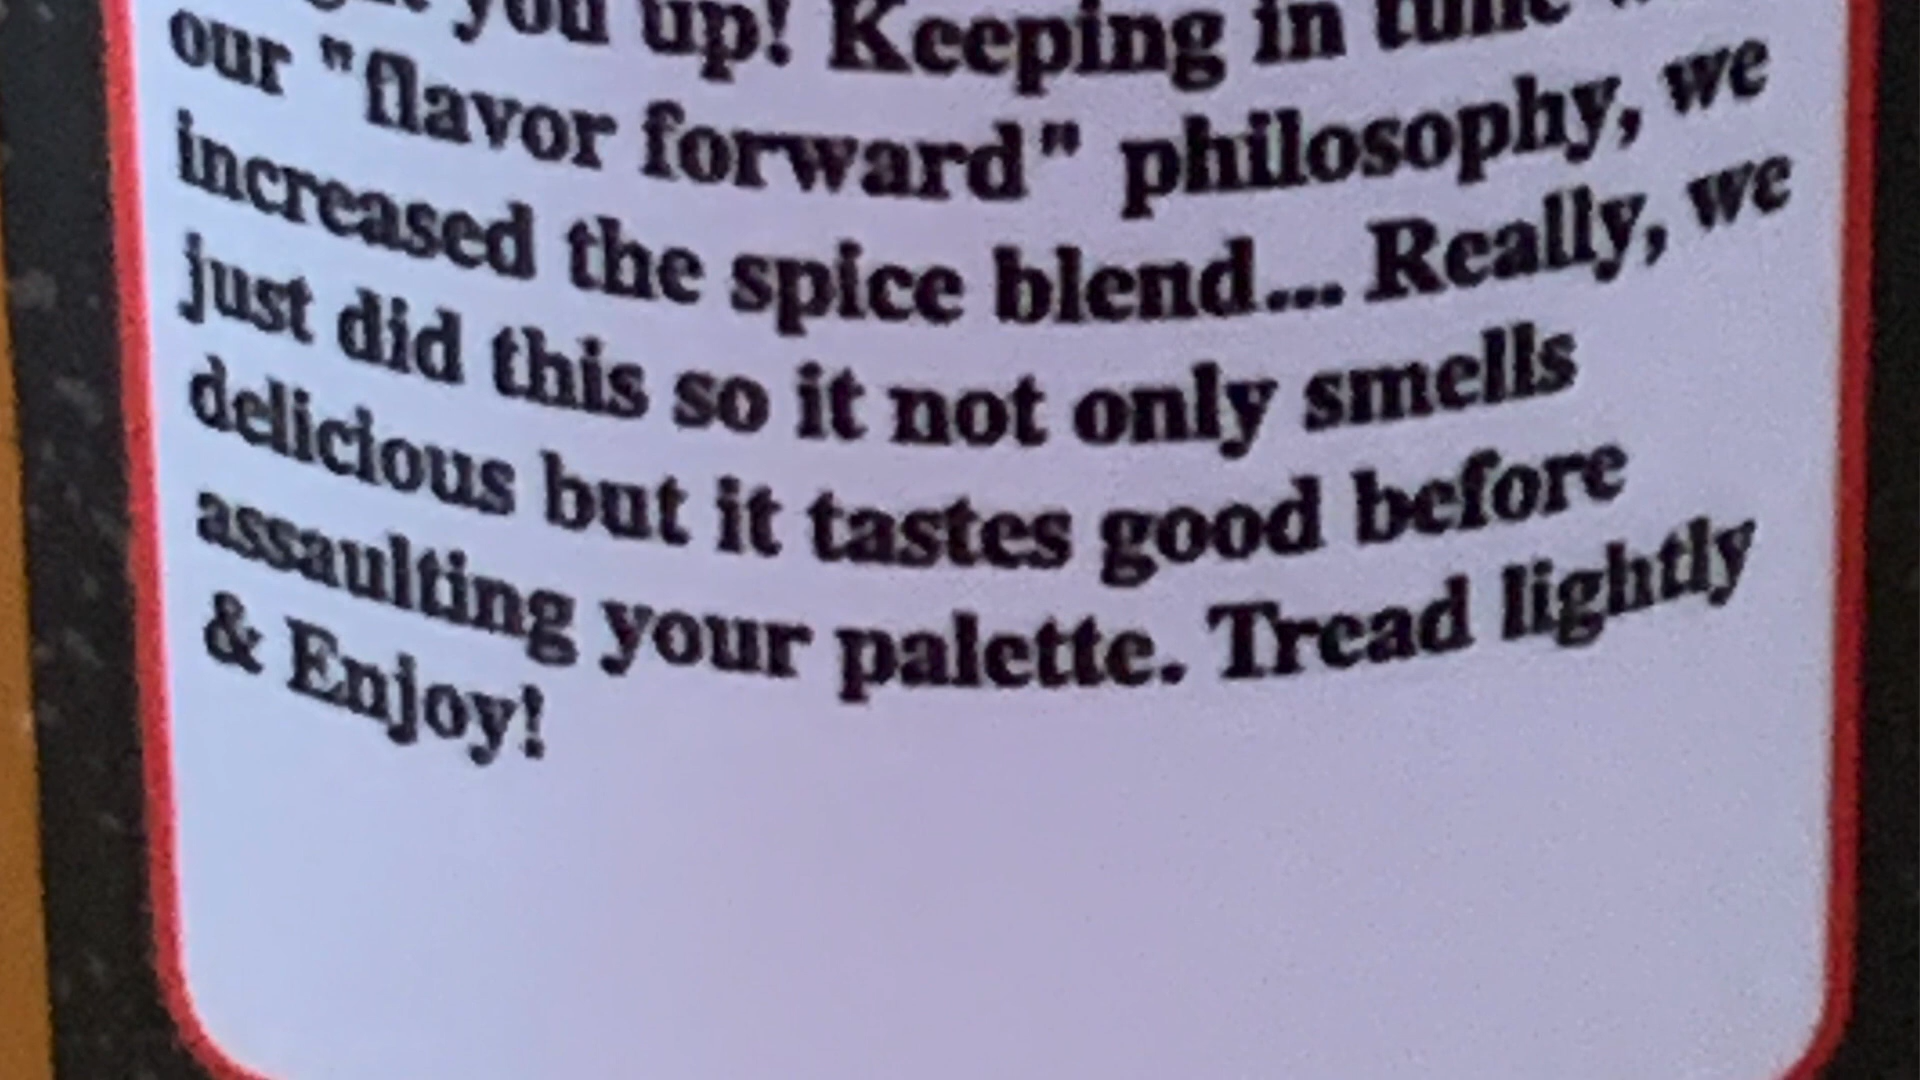 you up! Keeping in tune
our "flavor forward" philosophy, we
increased the spice blend... Really, we
just did this so it not only smells
delicious but it tastes good before
assaulting your palette. Tread lightly
& Enjoy!